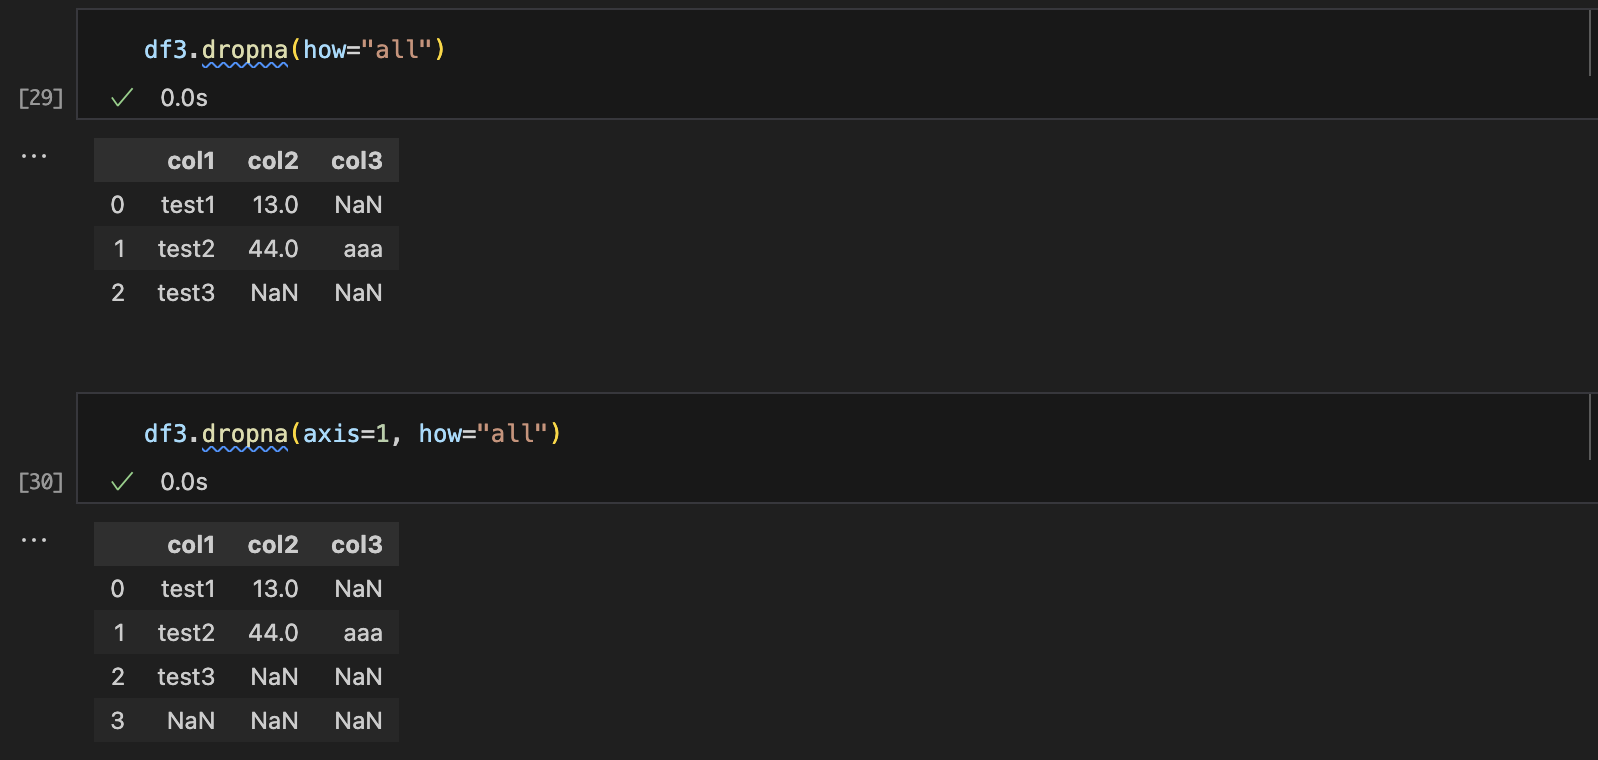 df3.dropna(how="all")
[29] 0.0s
...
col1 col2 col3
0 test1 13.0 NaN
1 test2 44.0 aaa
2 test3 NaN NaN
df3.dropna(axis=1, how="all")
[30] 0.0s
...
col1 col2 col3
0 test1 13.0 NaN
1 test2 44.0 aaa
2 test3 NaN NaN
3 NaN NaN NaN